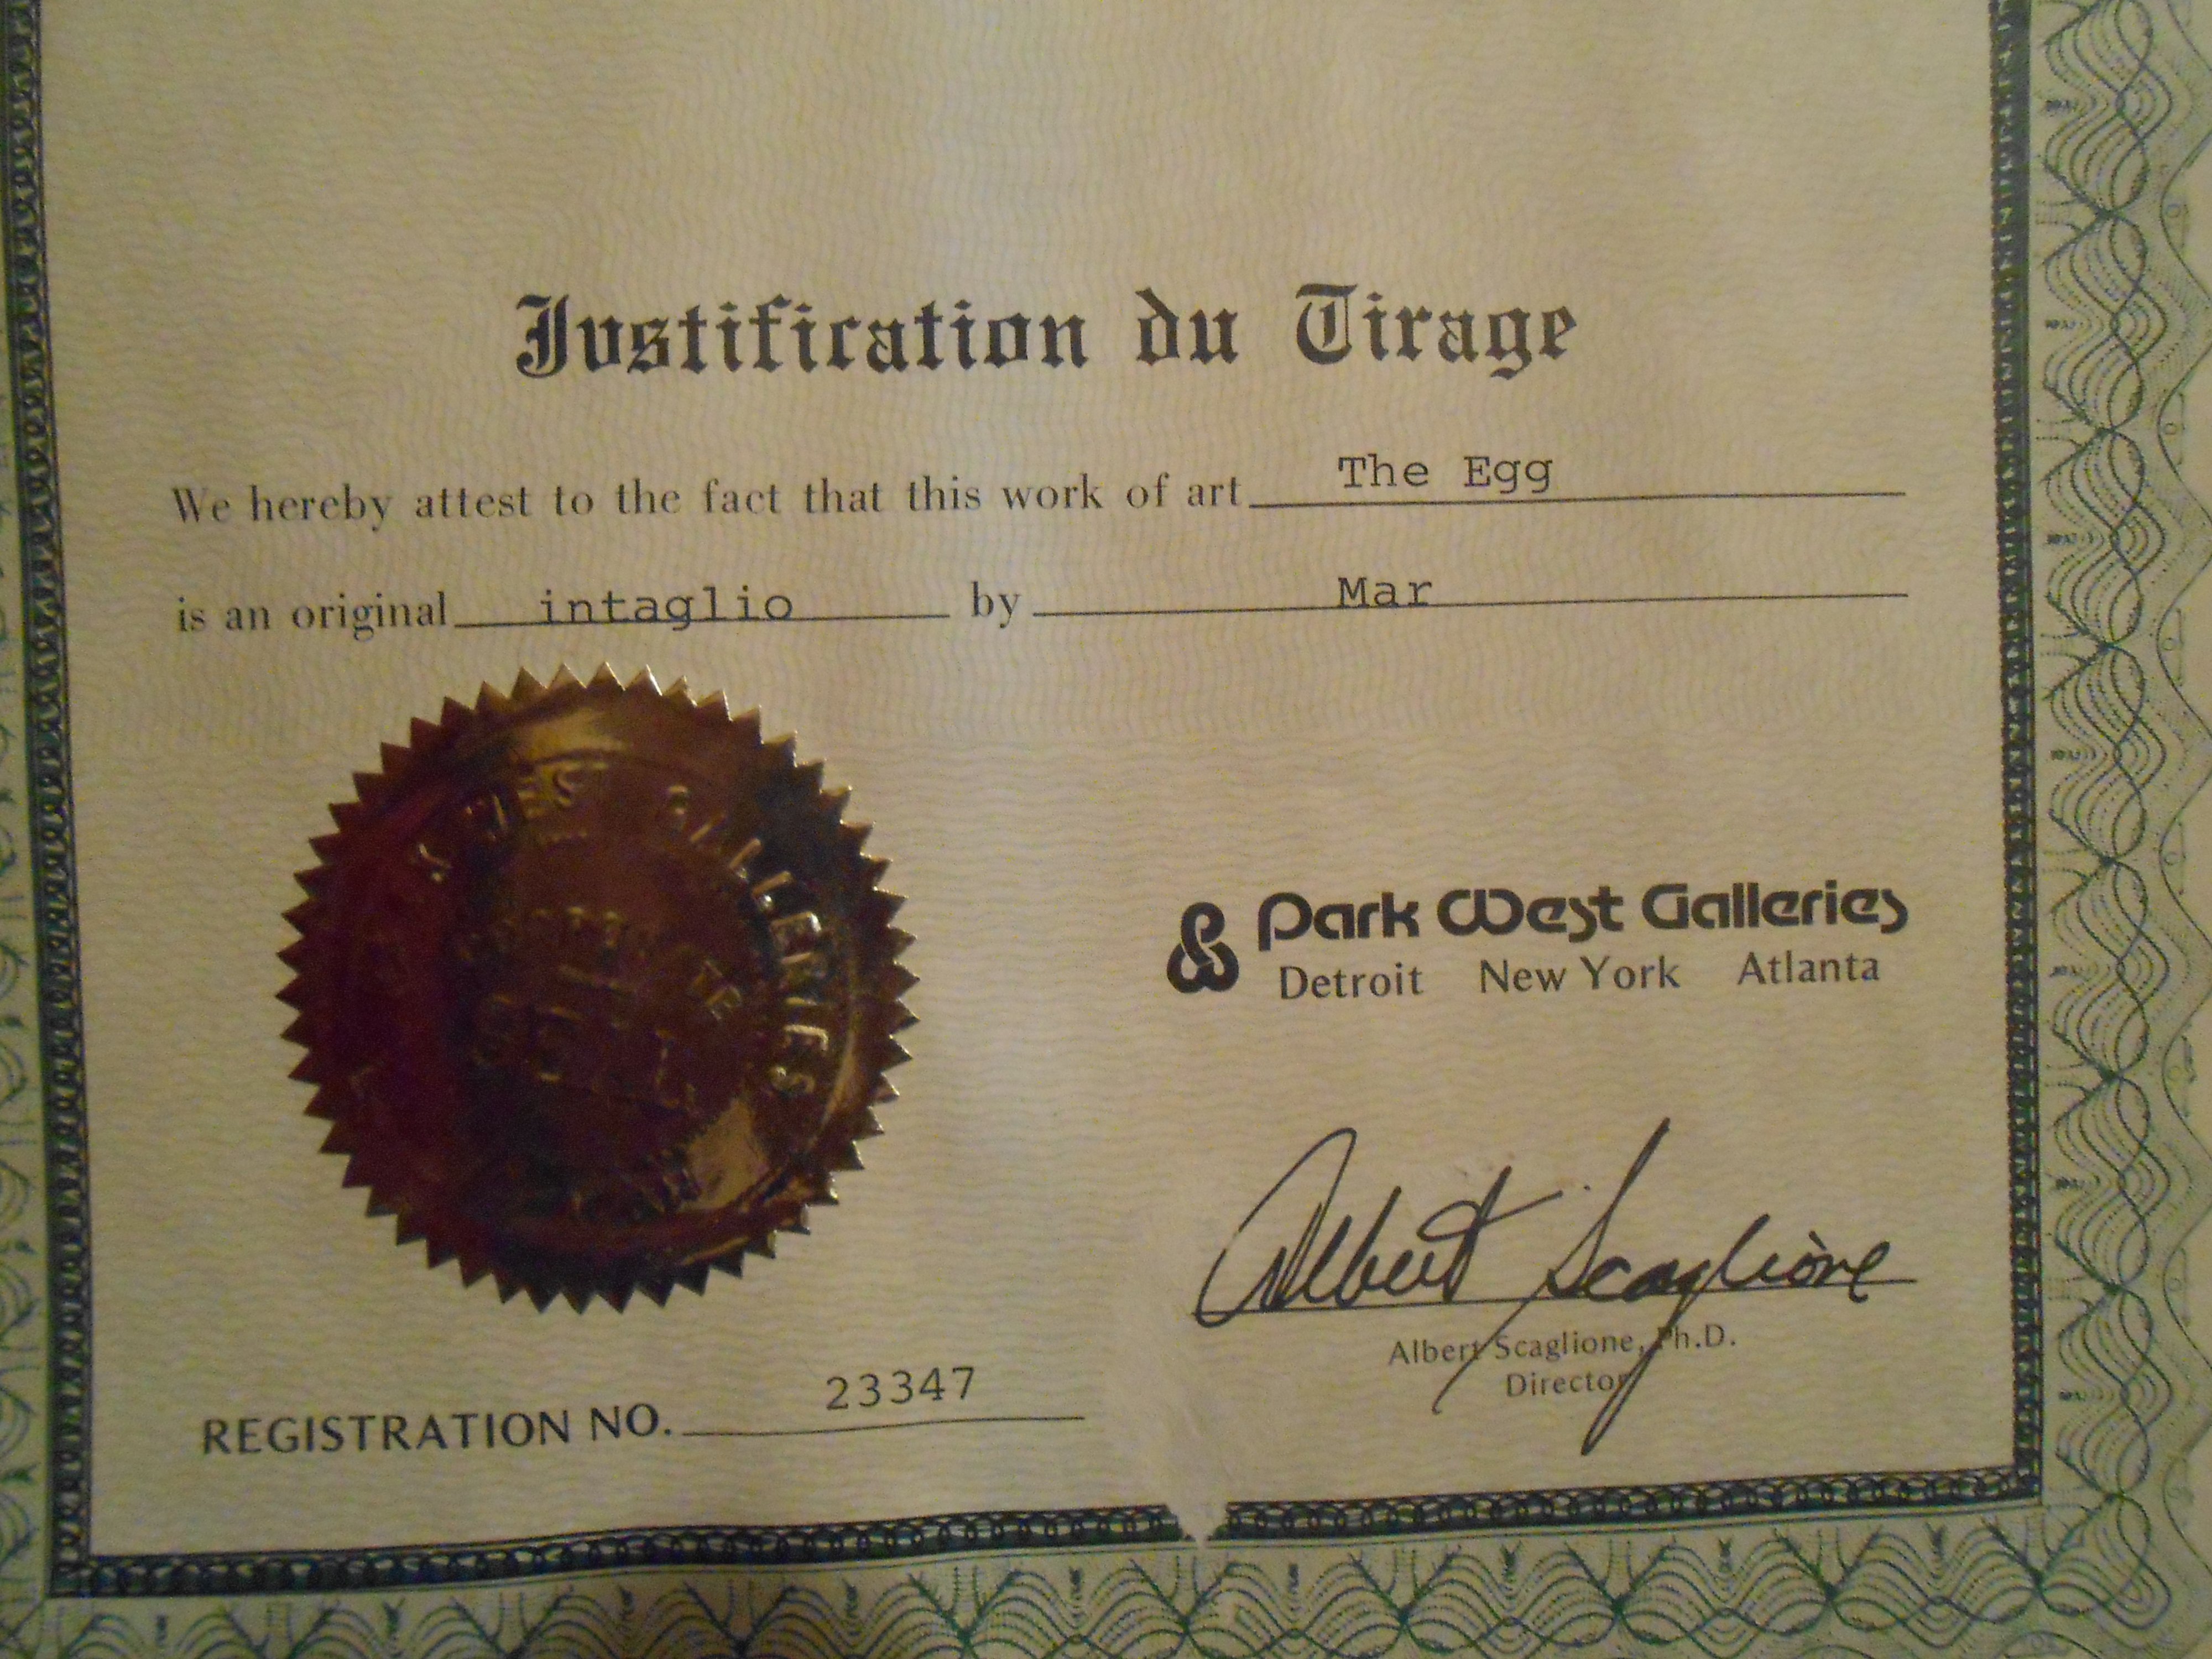 Justification du Tirage
We hereby attest to the fact that this work of art The Egg
is an original intaglio by Mar
WEST GALLERIES
Park West Galleries
Detroit New York Atlanta
Albert Scaglione
Albert Scaglione, Ph.D.
Director
REGISTRATION NO. 23347